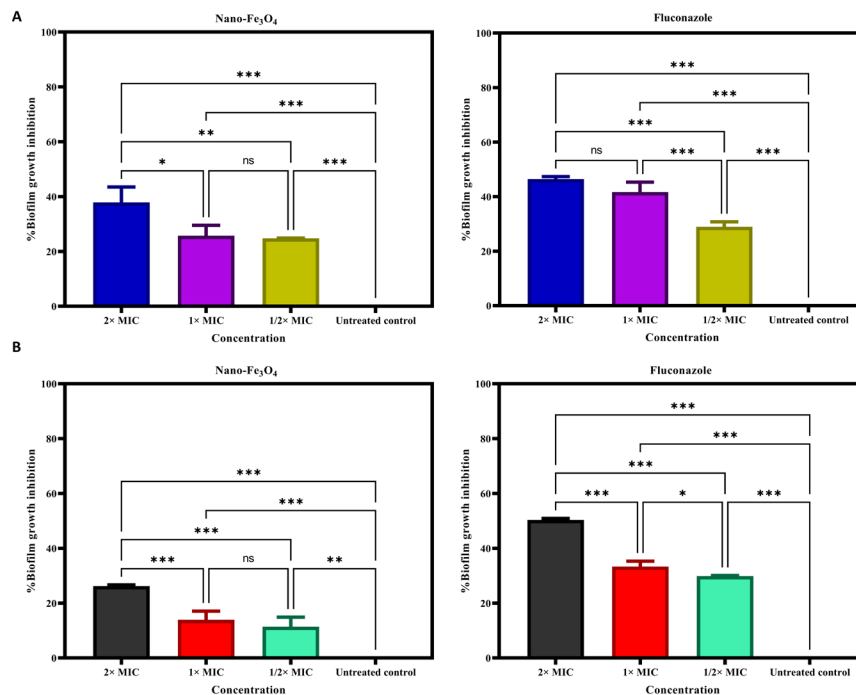 A
Nano-Fe₃O₄
%Biofilm growth inhibition
100
80
60
40
20
0
***
***
**
*
ns
***
2× MIC
1× MIC
1/2× MIC
Untreated control
Concentration
Fluconazole
%Biofilm growth inhibition
100
80
60
40
20
0
***
***
***
ns
***
***
2× MIC
1× MIC
1/2× MIC
Untreated control
Concentration
B
Nano-Fe₃O₄
%Biofilm growth inhibition
100
80
60
40
20
0
***
***
***
***
ns
**
2× MIC
1× MIC
1/2× MIC
Untreated control
Concentration
Fluconazole
%Biofilm growth inhibition
100
80
60
40
20
0
***
***
***
***
*
***
2× MIC
1× MIC
1/2× MIC
Untreated control
Concentration